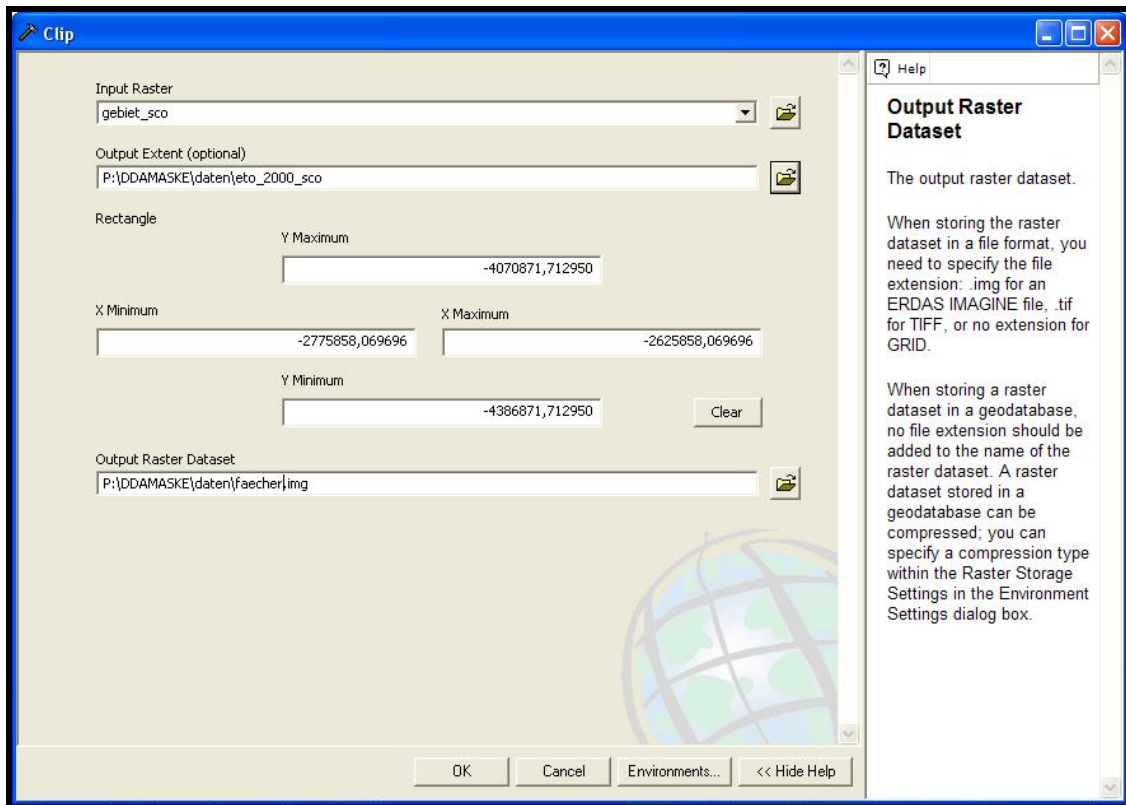 Clip
Input Raster
gebiet_sco
Output Extent (optional)
P:\DDAMASKE\daten\eto_2000_sco
Rectangle
Y Maximum
-4070871,712950
X Minimum
X Maximum
-2775858,069696
-2625858,069696
Y Minimum
-4386871,712950
Clear
Output Raster Dataset
P:\DDAMASKE\daten\faecher.img
OK
Cancel
Environments...
<< Hide Help
Help
Output Raster
Dataset
The output raster dataset.
When storing the raster
dataset in a file format, you
need to specify the file
extension: .img for an
ERDAS IMAGINE file, .tif
for TIFF, or no extension for
GRID.
When storing a raster
dataset in a geodatabase,
no file extension should be
added to the name of the
raster dataset. A raster
dataset stored in a
geodatabase can be
compressed; you can
specify a compression type
within the Raster Storage
Settings in the Environment
Settings dialog box.